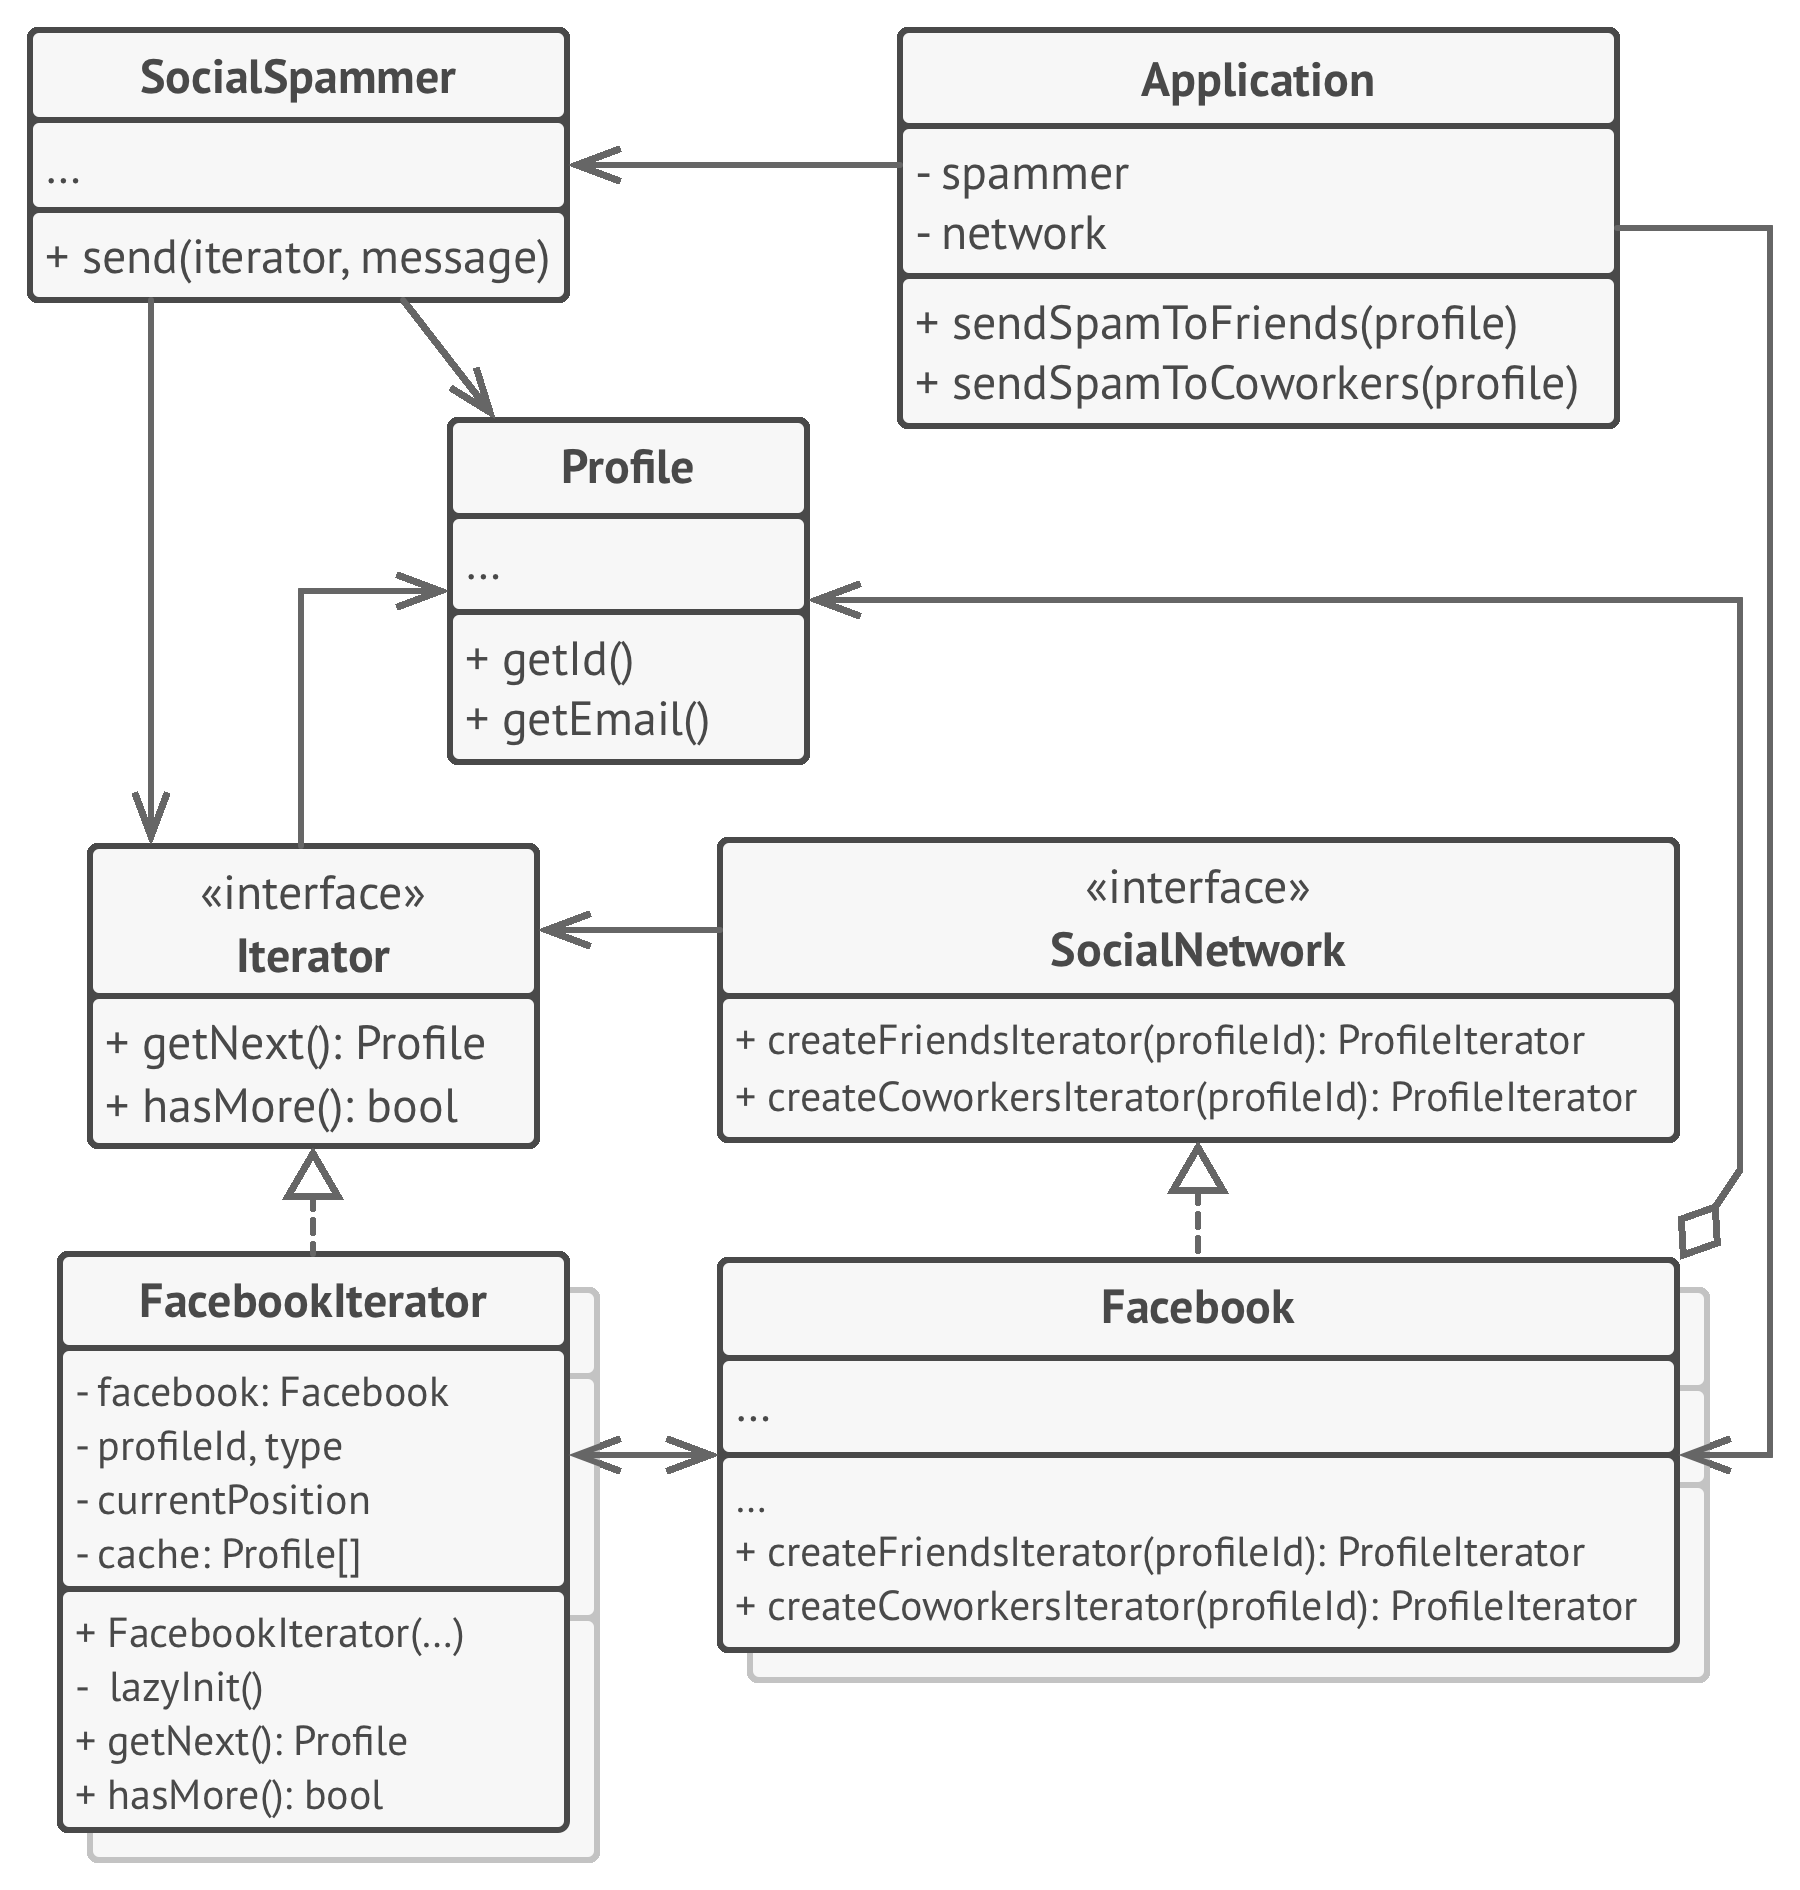 SocialSpammer
...
+ send(iterator, message)
Application
- spammer
- network
+ sendSpamToFriends(profile)
+ sendSpamToCoworkers(profile)
Profile
...
+ getId()
+ getEmail()
«interface»
Iterator
+ getNext(): Profile
+ hasMore(): bool
«interface»
SocialNetwork
+ createFriendsIterator(profileId): ProfileIterator
+ createCoworkersIterator(profileId): ProfileIterator
FacebookIterator
- facebook: Facebook
- profileId, type
- currentPosition
- cache: Profile[]
+ FacebookIterator(...)
- lazyInit()
+ getNext(): Profile
+ hasMore(): bool
Facebook
...
...
+ createFriendsIterator(profileId): ProfileIterator
+ createCoworkersIterator(profileId): ProfileIterator